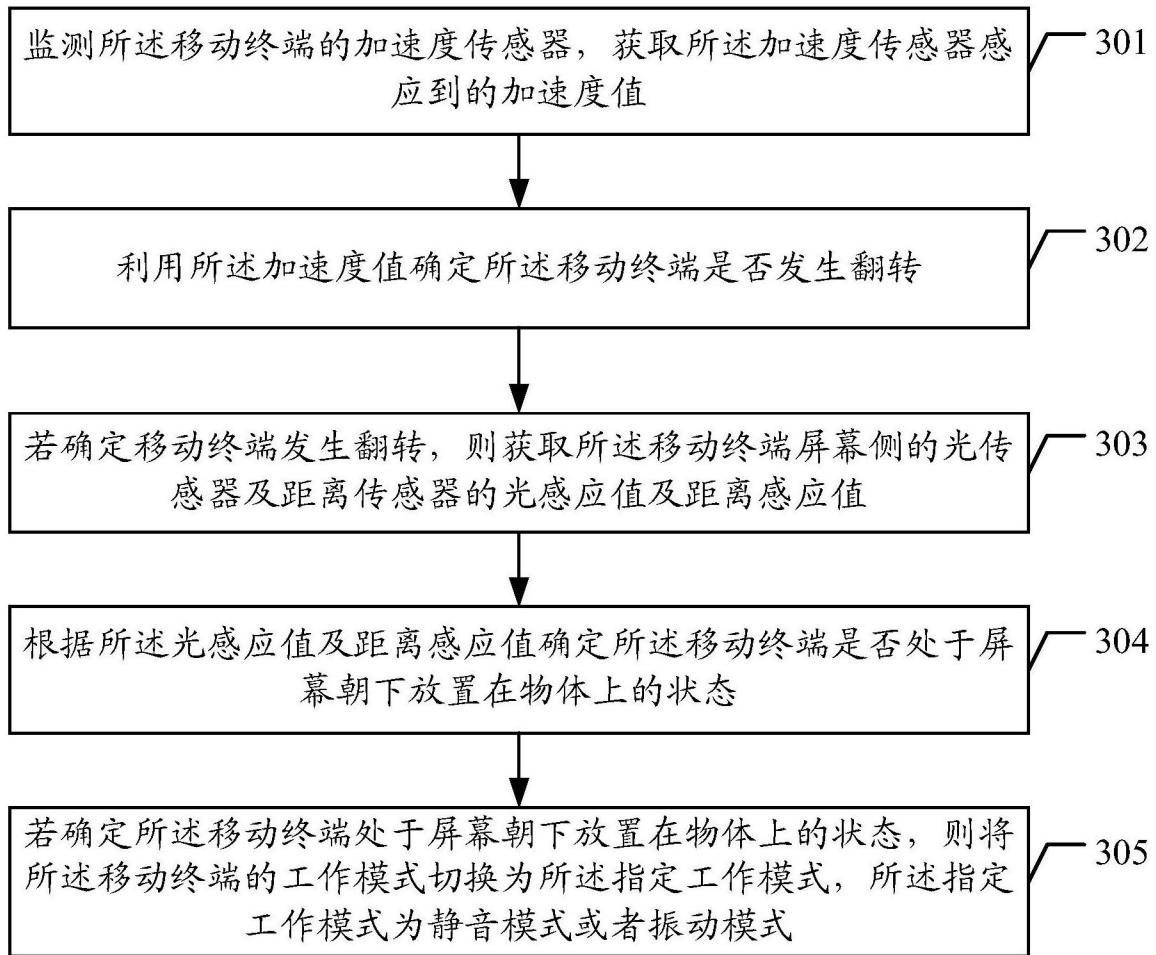 监测所述移动终端的加速度传感器，获取所述加速度传感器感
应到的加速度值
301
利用所述加速度值确定所述移动终端是否发生翻转
302
若确定移动终端发生翻转，则获取所述移动终端屏幕侧的光传
感器及距离传感器的光感应值及距离感应值
303
根据所述光感应值及距离感应值确定所述移动终端是否处于屏
幕朝下放置在物体上的状态
304
若确定所述移动终端处于屏幕朝下放置在物体上的状态，则将
所述移动终端的工作模式切换为所述指定工作模式，所述指定
工作模式为静音模式或者振动模式
305